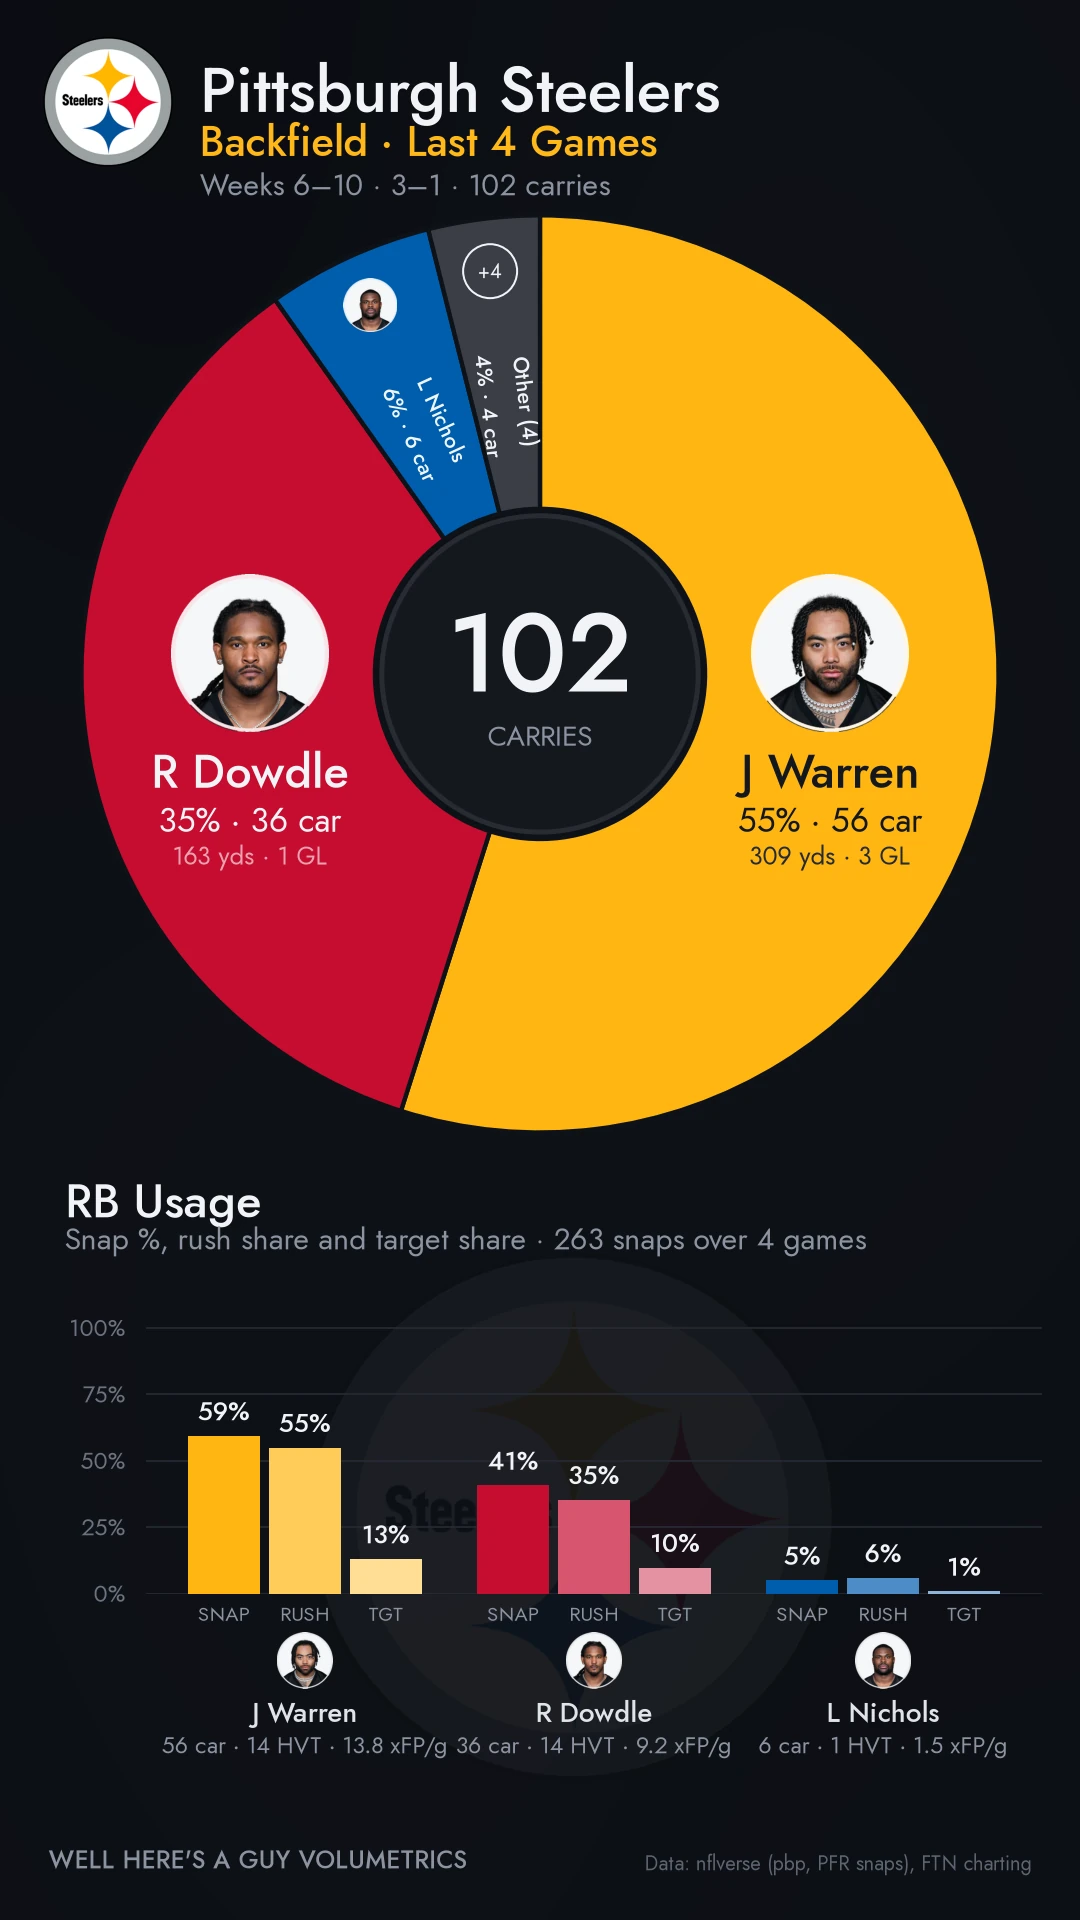 Steelers
Pittsburgh Steelers
Backfield · Last 4 Games
Weeks 6–10 · 3–1 · 102 carries
+4
Other (4)
4% · 4 car
L Nichols
6% · 6 car
102
CARRIES
R Dowdle
35% · 36 car
163 yds · 1 GL
J Warren
55% · 56 car
309 yds · 3 GL
RB Usage
Snap %, rush share and target share · 263 snaps over 4 games
100%
75%
50%
25%
0%
59%
55%
13%
41%
35%
10%
5%
6%
1%
Stee
SNAP RUSH TGT
SNAP RUSH TGT
SNAP RUSH TGT
J Warren
56 car · 14 HVT · 13.8 xFP/g
R Dowdle
36 car · 14 HVT · 9.2 xFP/g
L Nichols
6 car · 1 HVT · 1.5 xFP/g
WELL HERE'S A GUY VOLUMETRICS
Data: nflverse (pbp, PFR snaps), FTN charting